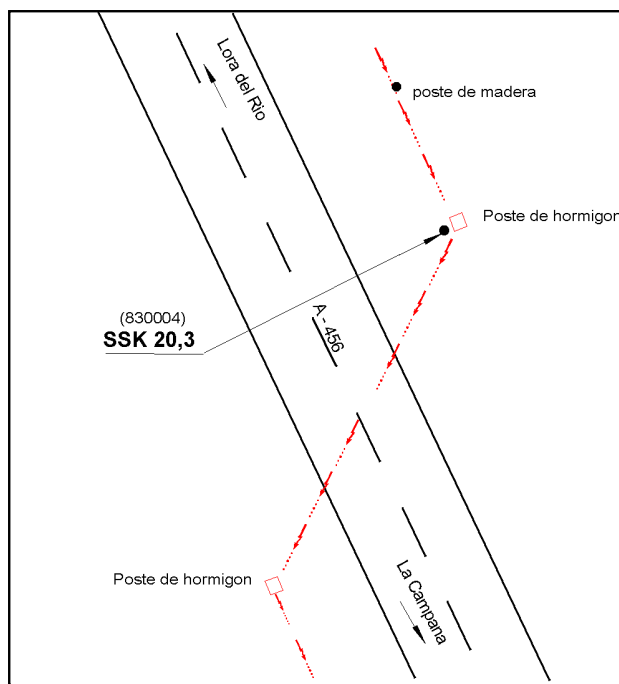 Lora del Rio
poste de madera
Poste de hormigon
(830004)
SSK 20,3
A - 456
Poste de hormigon
La Campana